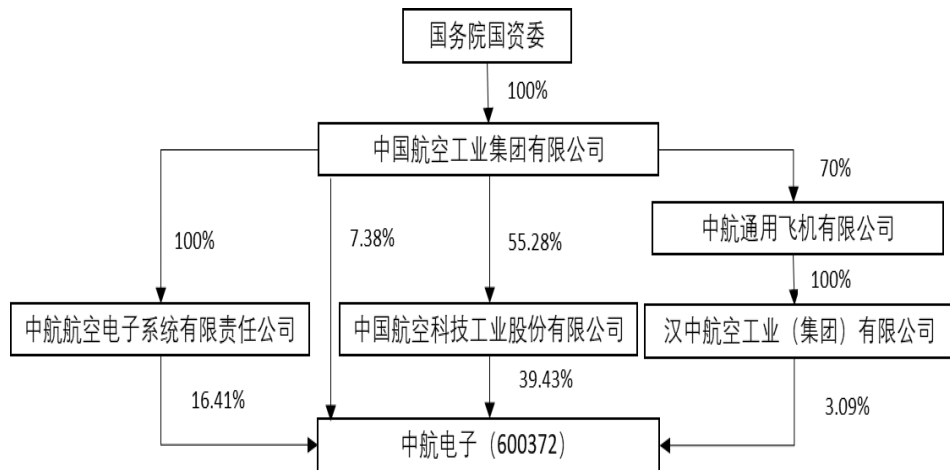 国务院国资委
100%
中国航空工业集团有限公司
70%
中航通用飞机有限公司
100%
7.38%
55.28%
100%
中航航空电子系统有限责任公司
中国航空科技工业股份有限公司
汉中航空工业（集团）有限公司
16.41%
39.43%
3.09%
中航电子（600372）